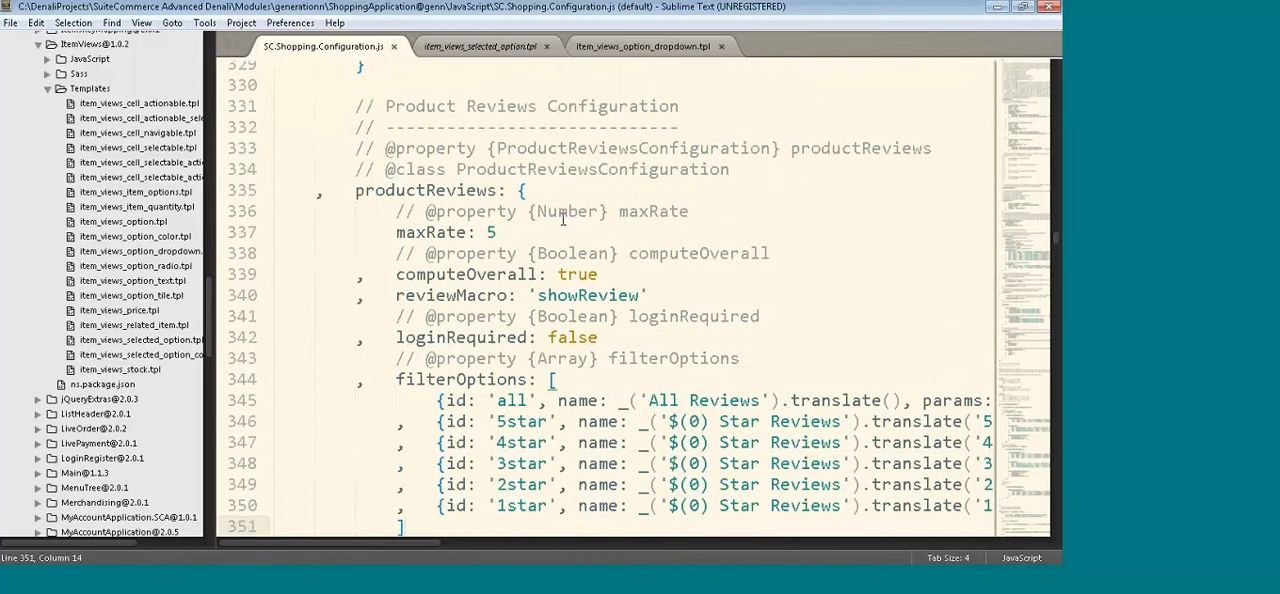 C:\DenaliProjects\SuiteCommerce Advanced Denali\Modules\generationn\ShoppingApplication@genn\JavaScript\SC.Shopping.Configuration.js (default) - Sublime Text (UNREGISTERED)
File Edit Selection Find View Goto Tools Project Preferences Help
ItemViews@1.0.2
JavaScript
Sass
Templates
item_views_cell_actionable.tpl
item_views_cell_actionable_sele
item_views_cell_navigable.tpl
item_views_cell_selectable.tpl
item_views_cell_selectable_acti
item_views_cell_selectable_acti
item_views_item_options.tpl
item_views_item_quantity.tpl
item_views_option.tpl
item_views_option_color.tpl
item_views_option_dropdown.
item_views_option_radio.tpl
item_views_option_text.tpl
item_views_option_tile.tpl
item_views_price.tpl
item_views_related_item.tpl
item_views_selected_option.tpl
item_views_selected_option_co
item_views_stock.tpl
ns.package.json
jQueryExtras@2.0.3
ListHeader@2.0.1
LiveOrder@2.0.2
LivePayment@2.0.1
LoginRegister@2.0.1
Main@1.1.3
MenuTree@2.0.1
Merchandising@2.0.1
MyAccountApplication.SCA@1.0.1
MyAccountApplication@2.0.5
SC.Shopping.Configuration.js × item_views_selected_option.tpl × item_views_option_dropdown.tpl ×
329 }
330
331 // Product Reviews Configuration
332 // -----------------------------
333 // @property {ProductReviewsConfiguration} productReviews
334 // @class ProductReviewsConfiguration
335 , productReviews: {
336 // @property {Number} maxRate
337 maxRate: 5
338 // @property {Boolean} computeOverall
339 , computeOverall: true
340 , reviewMacro: 'showReview'
341 // @property {Boolean} loginRequired
342 , loginRequired: false
343 // @property {Array} filterOptions
344 , filterOptions: [
345 {id: 'all', name: _('All Reviews').translate(), params:
346 , {id: '5star', name: _('$(0) Star Reviews').translate('5
347 , {id: '4star', name: _('$(0) Star Reviews').translate('4
348 , {id: '3star', name: _('$(0) Star Reviews').translate('3
349 , {id: '2star', name: _('$(0) Star Reviews').translate('2
350 , {id: '1star', name: _('$(0) Star Reviews').translate('1
351 ]
Line 351, Column 14 Tab Size: 4 JavaScript